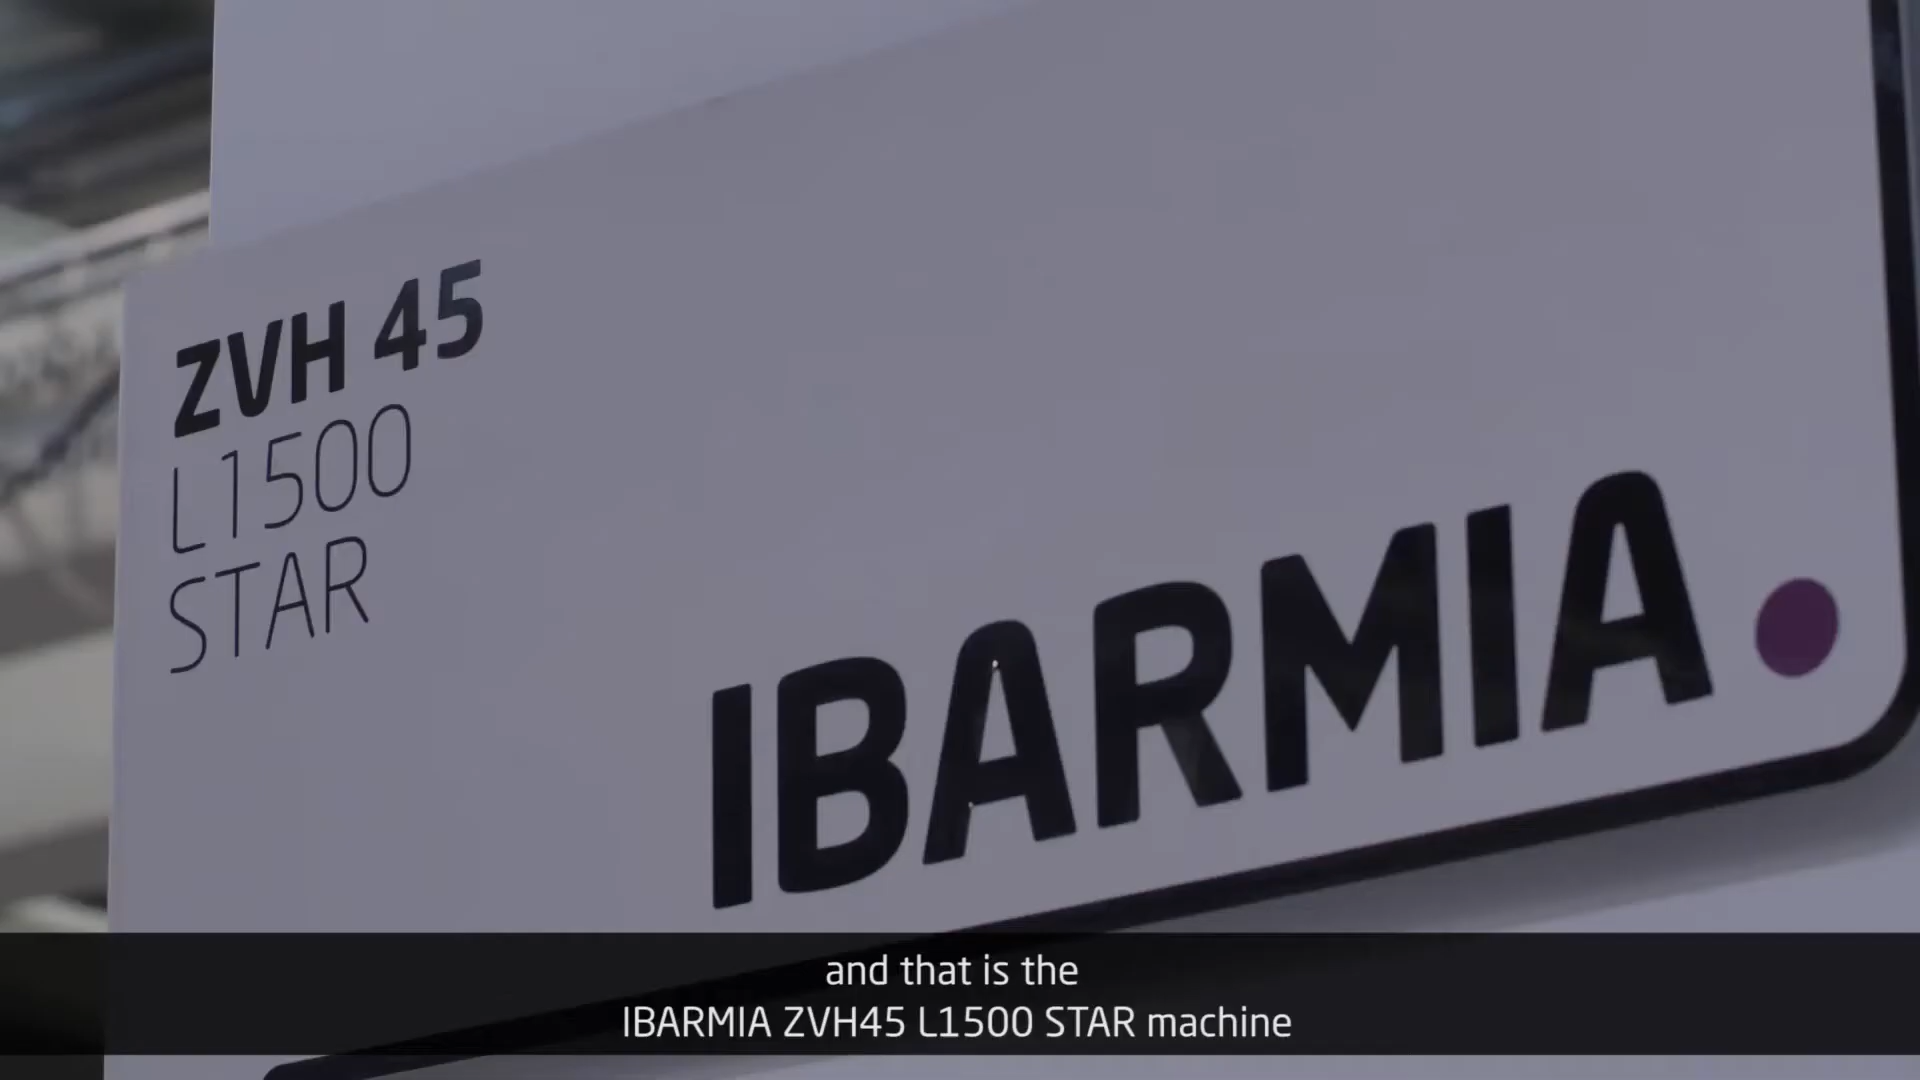 ZVH 45
L1500
STAR
IBARMIA.
and that is the
IBARMIA ZVH45 L1500 STAR machine